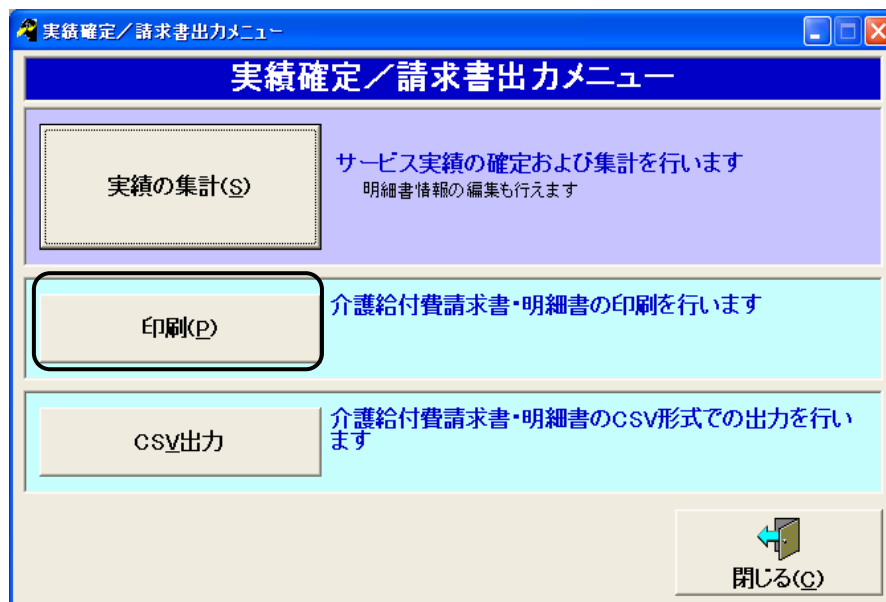 実績確定／請求書出力メニュー
実績確定／請求書出力メニュー
実績の集計(S)
サービス実績の確定および集計を行います
明細書情報の編集も行えます
印刷(P)
介護給付費請求書・明細書の印刷を行います
CSV出力
介護給付費請求書・明細書のCSV形式での出力を行い
ます
閉じる(C)